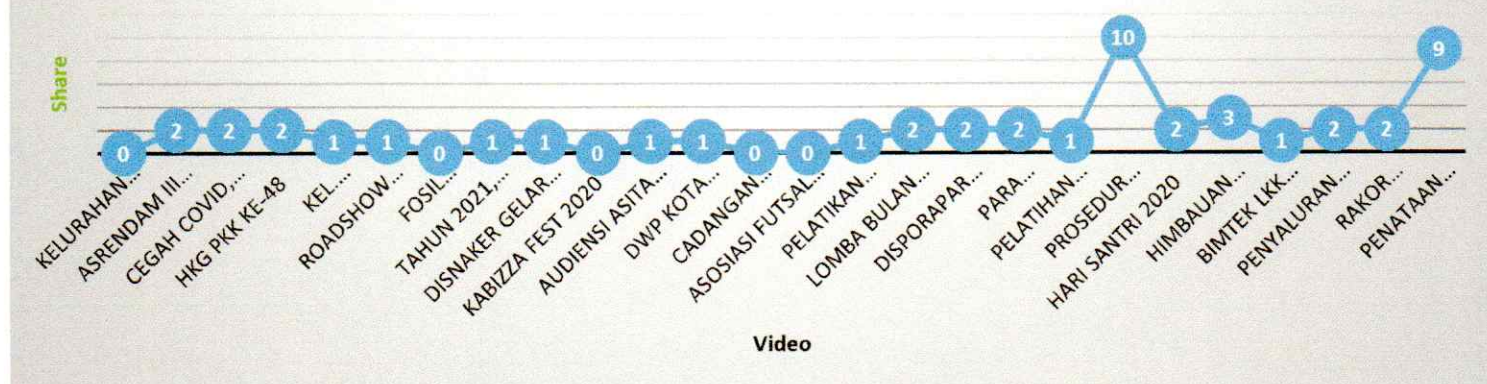 Share
10
9
0
2
2
2
1
1
0
1
1
0
1
1
0
0
1
2
2
2
1
2
3
1
2
2
KELURAHAN...
ASRENDAM III...
CEGAH COVID,...
HKG PKK KE-48
KEL....
ROADSHOW...
FOSIL...
TAHUN 2021,...
DISNAKER GELAR...
KABIZZA FEST 2020
AUDIENSI ASITA...
DWP KOTA...
CADANGAN...
ASOSIASI FUTSAL...
PELATIKAN...
LOMBA BULAN...
DISPORAPAR...
PARA...
PELATIHAN...
PROSEDUR...
HARI SANTRI 2020
HIMBAUAN...
BIMTEK LKK...
PENYALURAN...
RAKOR...
PENATAAN...
Video